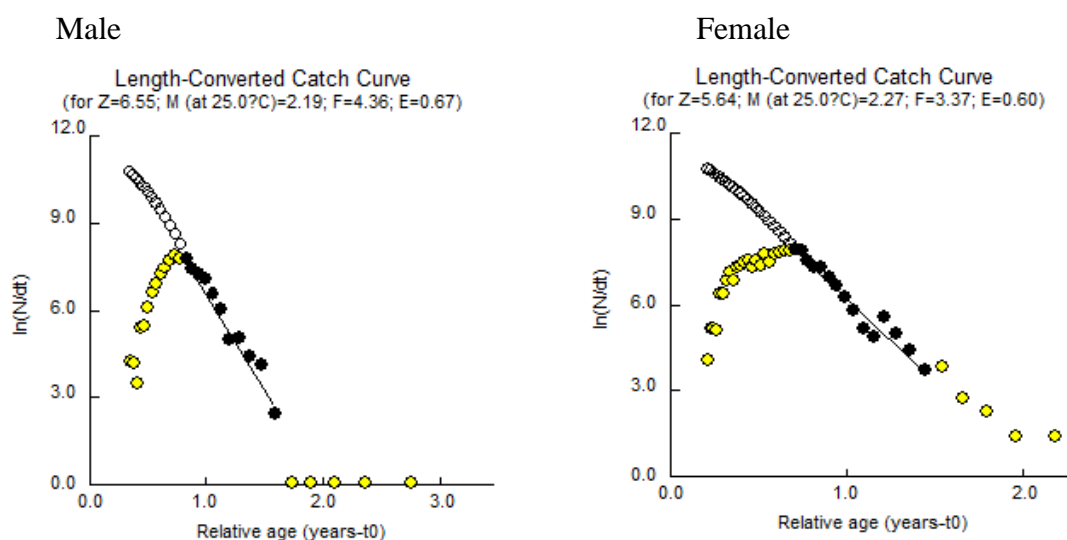 Male
Length-Converted Catch Curve
(for Z=6.55; M (at 25.0?C)=2.19; F=4.36; E=0.67)
12.0
9.0
6.0
3.0
0.0
ln(N/dt)
0.0 1.0 2.0 3.0
Relative age (years-t0)
Female
Length-Converted Catch Curve
(for Z=5.64; M (at 25.0?C)=2.27; F=3.37; E=0.60)
12.0
9.0
6.0
3.0
0.0
ln(N/dt)
0.0 1.0 2.0
Relative age (years-t0)